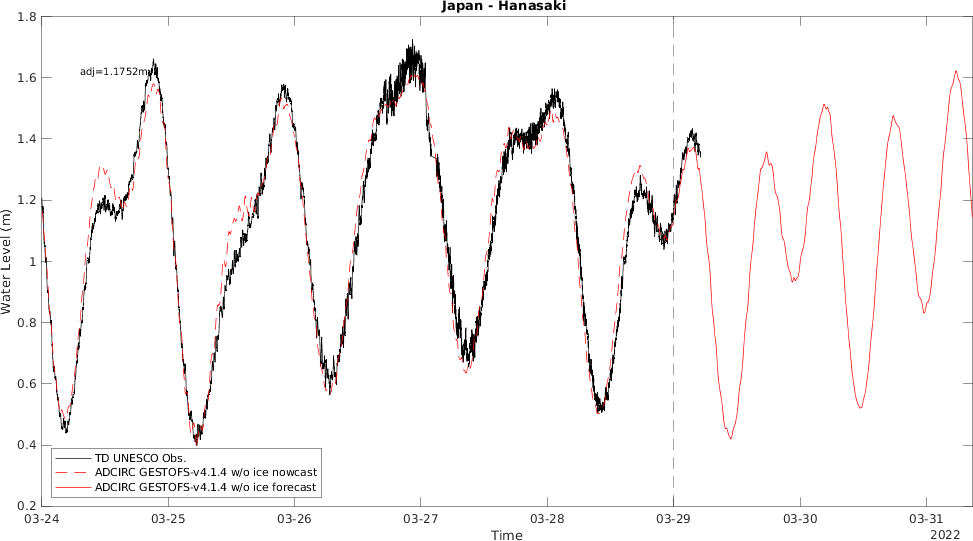 Japan - Hanasaki
1.8
1.6
1.4
1.2
1
0.8
0.6
0.4
0.2
Water Level (m)
adj=1.1752m
TD UNESCO Obs.
ADCIRC GESTOFS-v4.1.4 w/o ice nowcast
ADCIRC GESTOFS-v4.1.4 w/o ice forecast
03-24 03-25 03-26 03-27 03-28 03-29 03-30 03-31
Time
2022